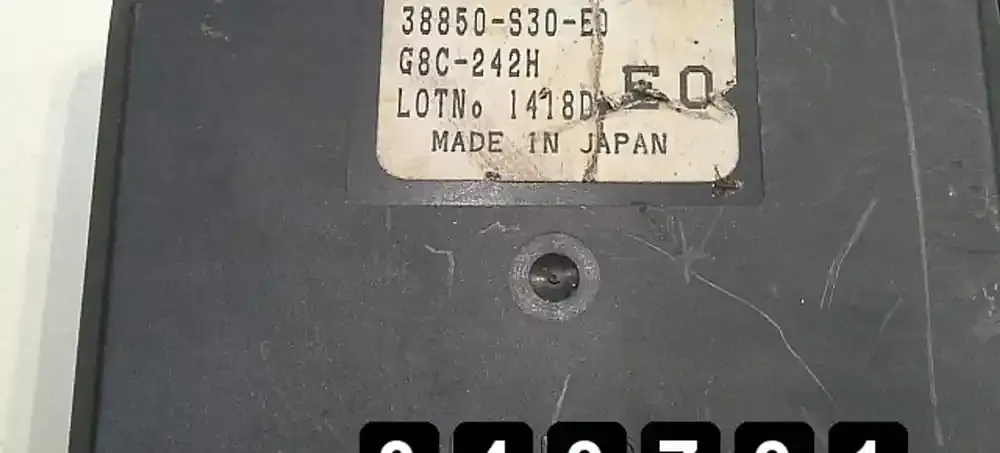 38850-S30-E0
G8C-242H
E0
LOTNo 1418D
MADE IN JAPAN